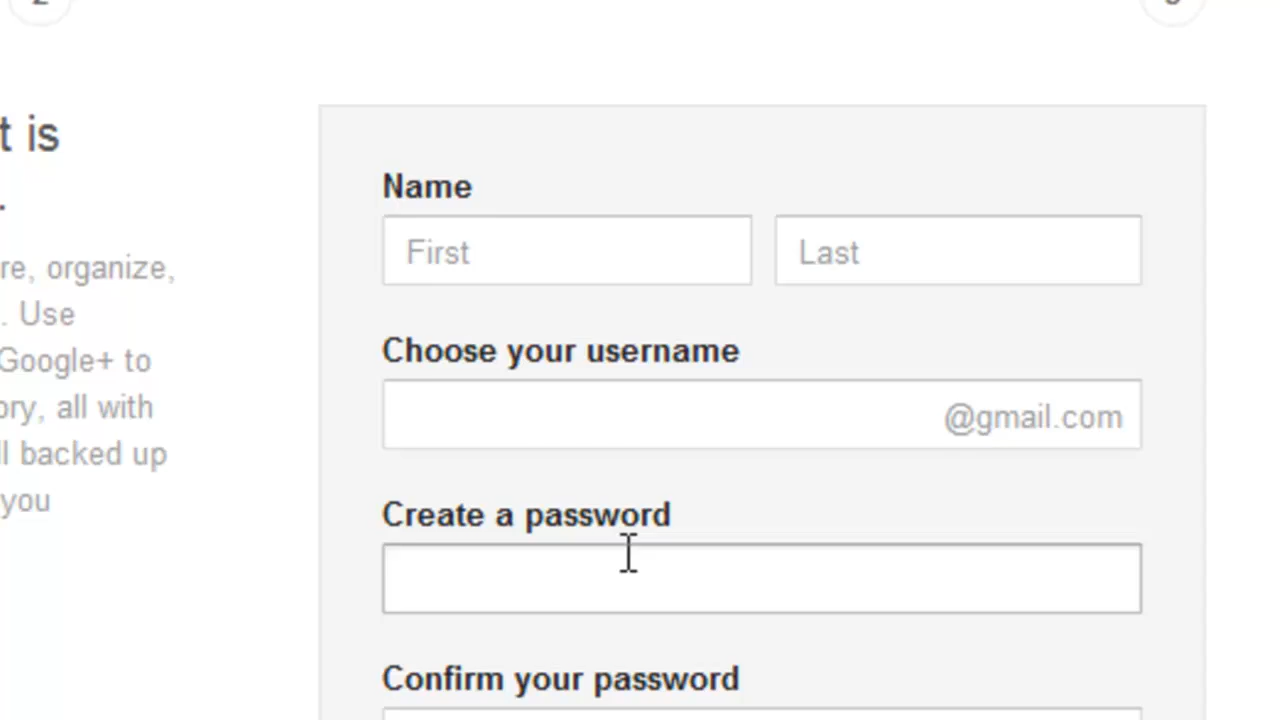 t is
.
re, organize,
. Use
Google+ to
ory, all with
ll backed up
you
Name
First
Last
Choose your username
@gmail.com
Create a password
Confirm your password